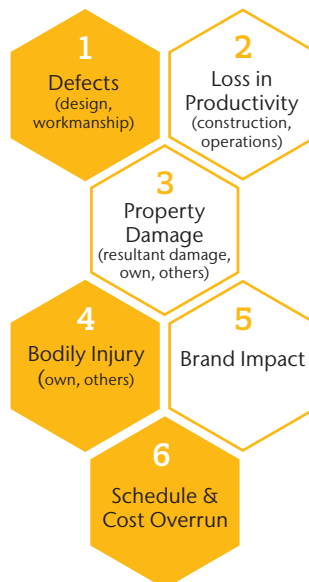 1
Defects
(design,
workmanship)
2
Loss in
Productivity
(construction,
operations)
3
Property
Damage
(resultant damage,
own, others)
4
Bodily Injury
(own, others)
5
Brand Impact
6
Schedule &
Cost Overrun